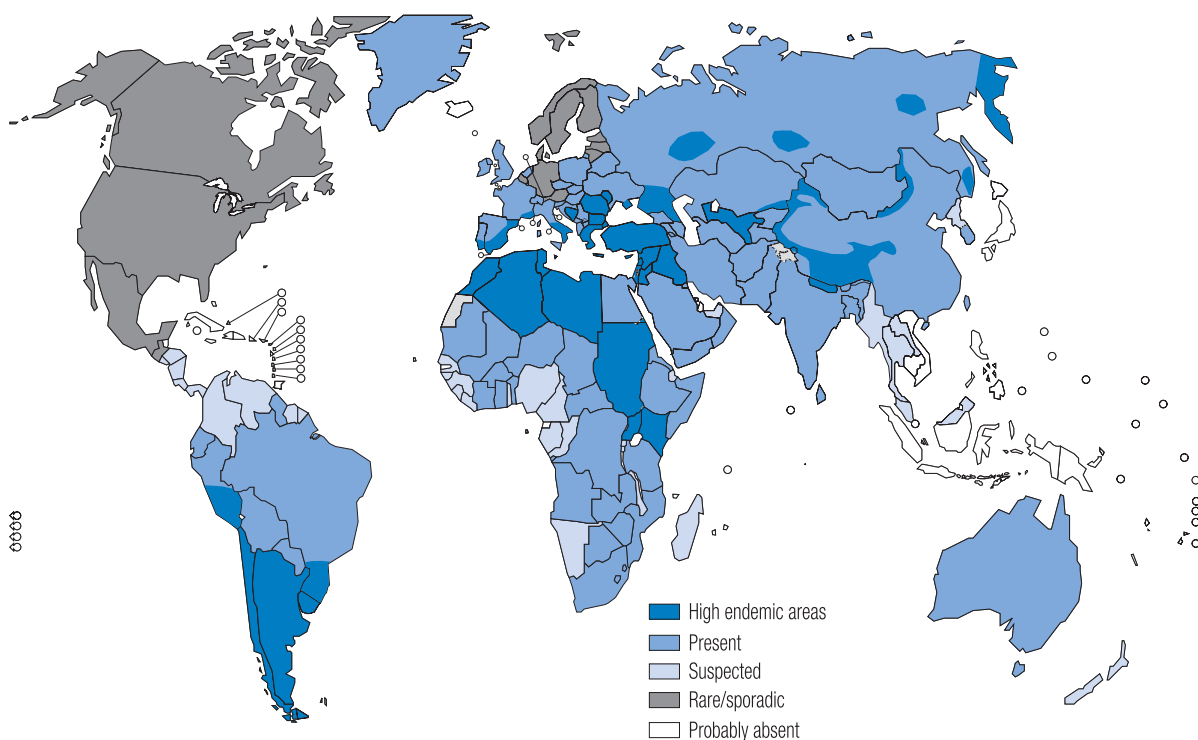 High endemic areas
Present
Suspected
Rare/sporadic
Probably absent